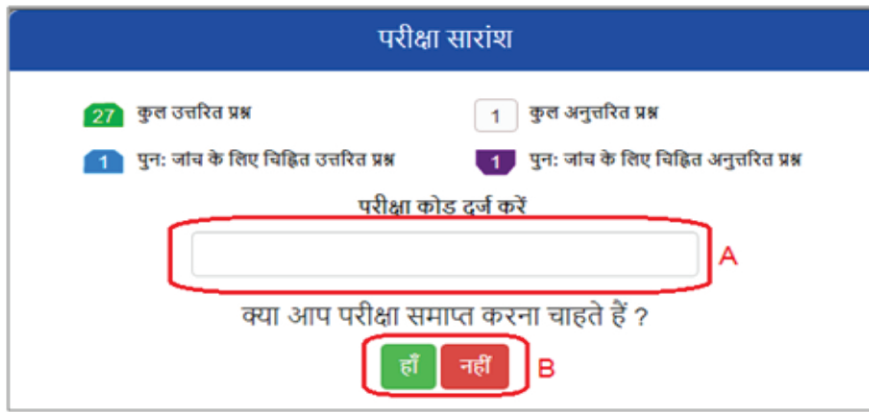 परीक्षा सारांश
27 कुल उत्तरित प्रश्न 1 कुल अनुत्तरित प्रश्न
1 पुन: जांच के लिए चिह्नित उत्तरित प्रश्न 1 पुन: जांच के लिए चिह्नित अनुत्तरित प्रश्न
परीक्षा कोड दर्ज करें
A
क्या आप परीक्षा समाप्त करना चाहते हैं ?
हाँ नहीं B